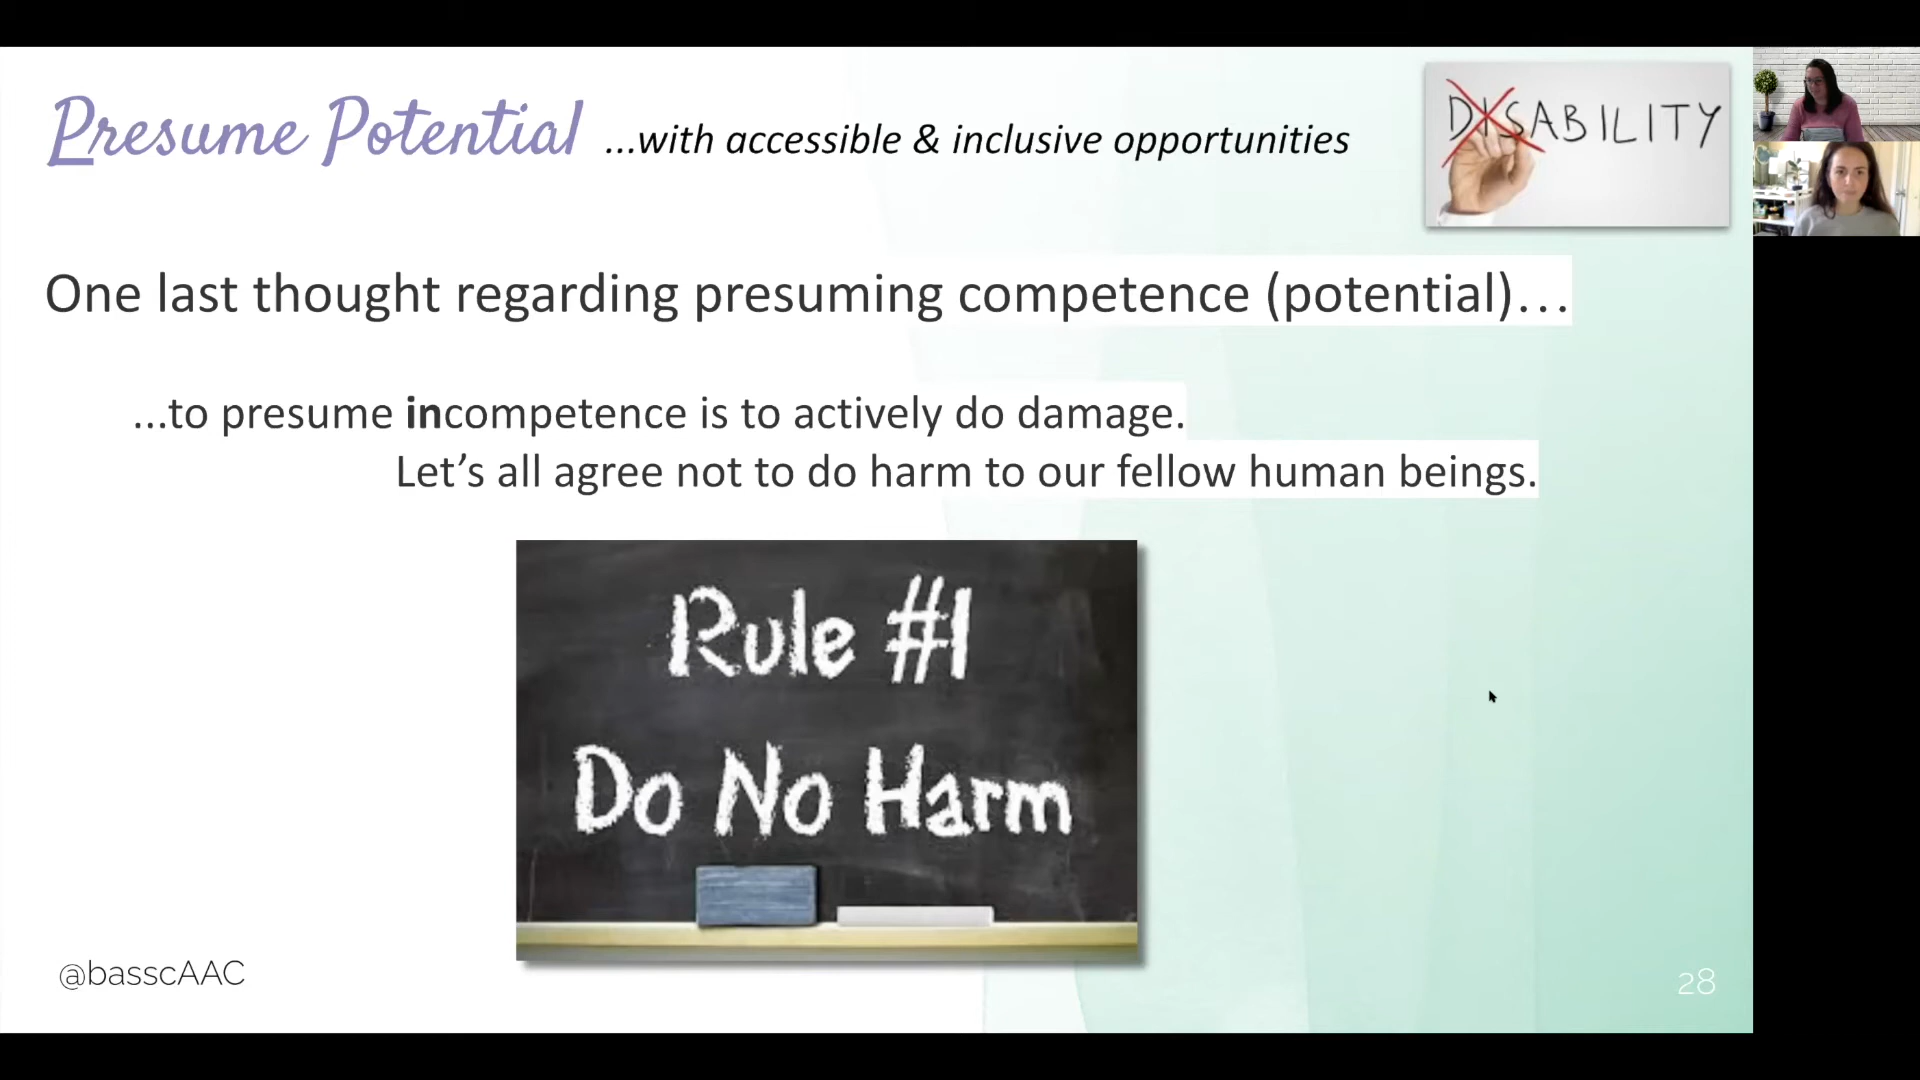 Presume Potential ...with accessible & inclusive opportunities
DISABILITY
One last thought regarding presuming competence (potential)...
...to presume incompetence is to actively do damage.
Let's all agree not to do harm to our fellow human beings.
Rule #1
Do No Harm
@basscAAC
28